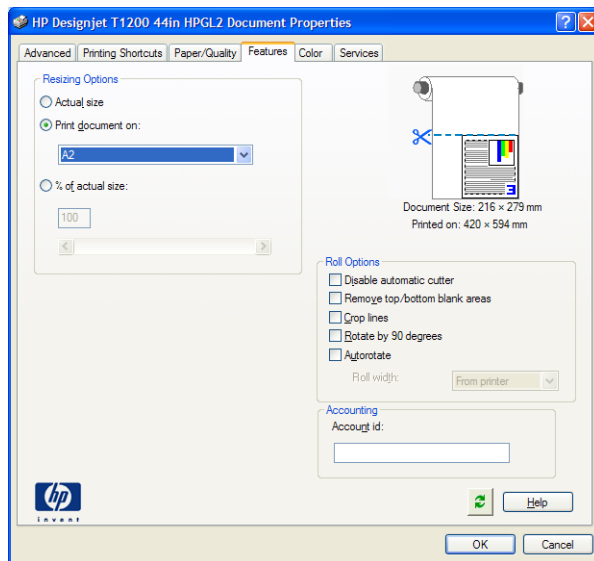 HP Designjet T1200 44in HPGL2 Document Properties
Advanced Printing Shortcuts Paper/Quality Features Color Services
Resizing Options
Actual size
Print document on:
A2
% of actual size:
100
Document Size: 216 × 279 mm
Printed on: 420 × 594 mm
Roll Options
Disable automatic cutter
Remove top/bottom blank areas
Crop lines
Rotate by 90 degrees
Autorotate
Roll width: From printer
Accounting
Account id:
hp
invent
Help
OK Cancel